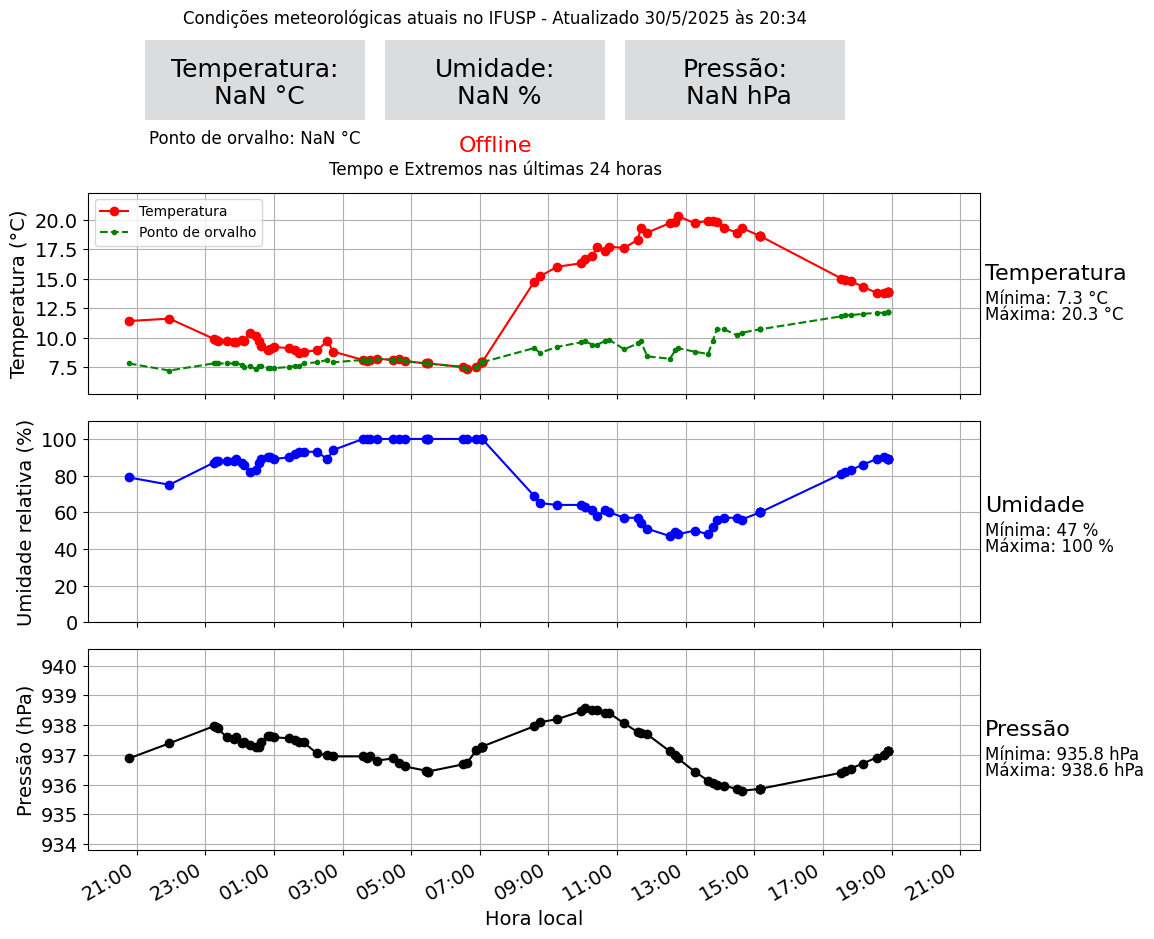 Condições meteorológicas atuais no IFUSP - Atualizado 30/5/2025 às 20:34
Temperatura:
NaN °C
Umidade:
NaN %
Pressão:
NaN hPa
Ponto de orvalho: NaN °C
Offline
Tempo e Extremos nas últimas 24 horas
Temperatura (°C)
20.0
17.5
15.0
12.5
10.0
7.5
Temperatura
Ponto de orvalho
Temperatura
Mínima: 7.3 °C
Máxima: 20.3 °C
Umidade relativa (%)
100
80
60
40
20
0
Umidade
Mínima: 47 %
Máxima: 100 %
Pressão (hPa)
940
939
938
937
936
935
934
Pressão
Mínima: 935.8 hPa
Máxima: 938.6 hPa
21:00 23:00 01:00 03:00 05:00 07:00 09:00 11:00 13:00 15:00 17:00 19:00 21:00
Hora local